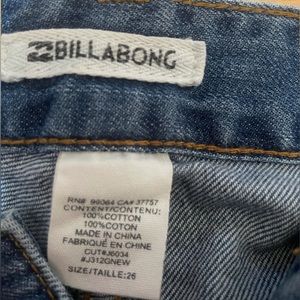 BILLABONG
RN# 99064 CA# 37757
CONTENT/CONTENU:
100%COTTON
100%COTON
MADE IN CHINA
FABRIQUÉ EN CHINE
CUT#J6034
#J312GNEW
SIZE/TAILLE:26